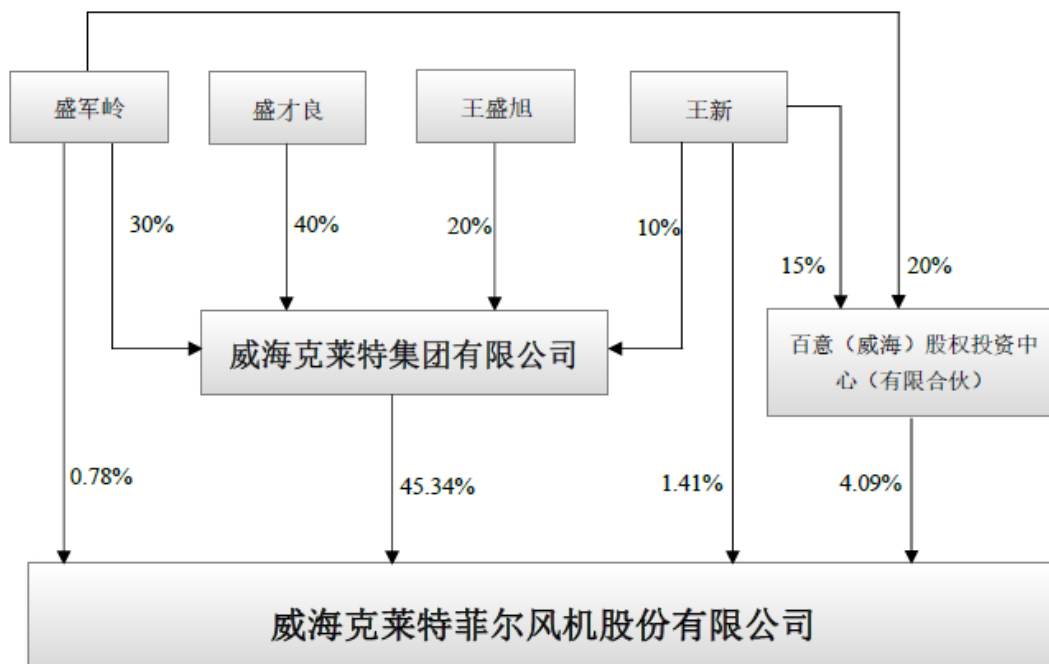 盛军岭
盛才良
王盛旭
王新
30%
40%
20%
10%
15%
20%
威海克莱特集团有限公司
百意（威海）股权投资中
心（有限合伙）
0.78%
45.34%
1.41%
4.09%
威海克莱特菲尔风机股份有限公司